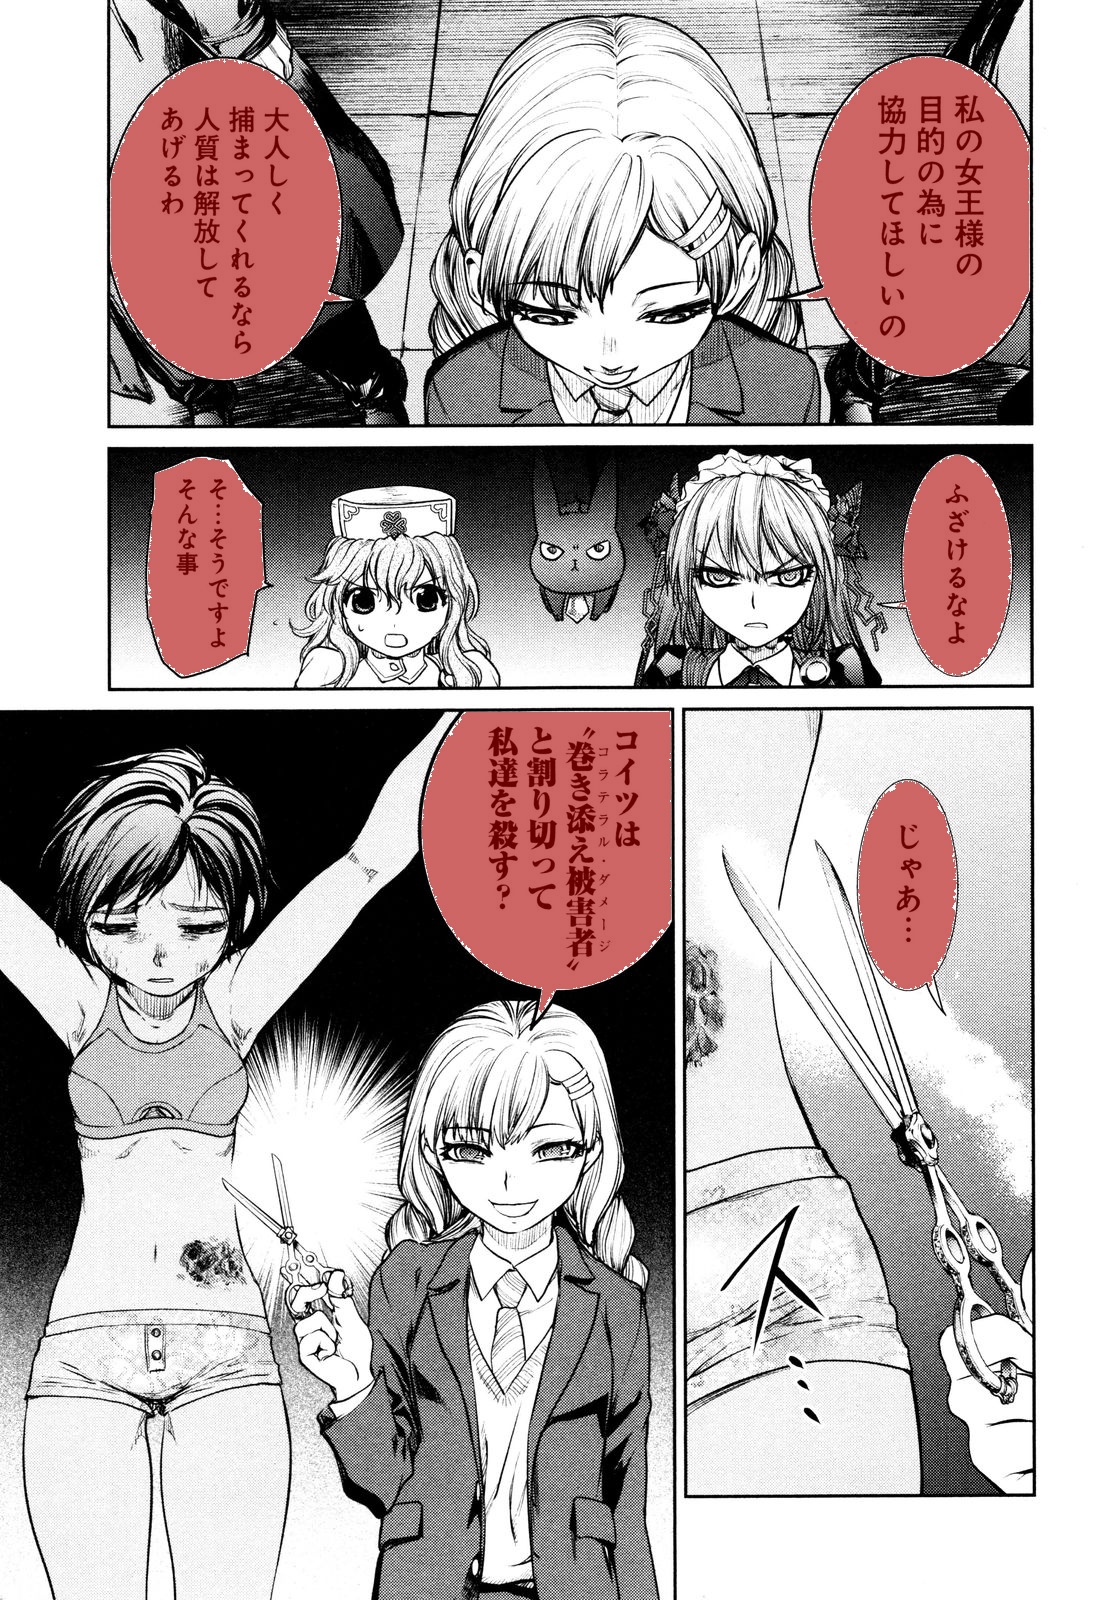 私の女王様の
目的の為に
協力してほしいの
大人しく
捕まってくれるなら
人質は解放して
あげるわ
ふざけるなよ
そ…そうですよ
そんな事
じゃあ…
ス…
コイツは
〝巻き添え被害者〟
コラテラル・ダメージ
と割り切って
私達を殺す？